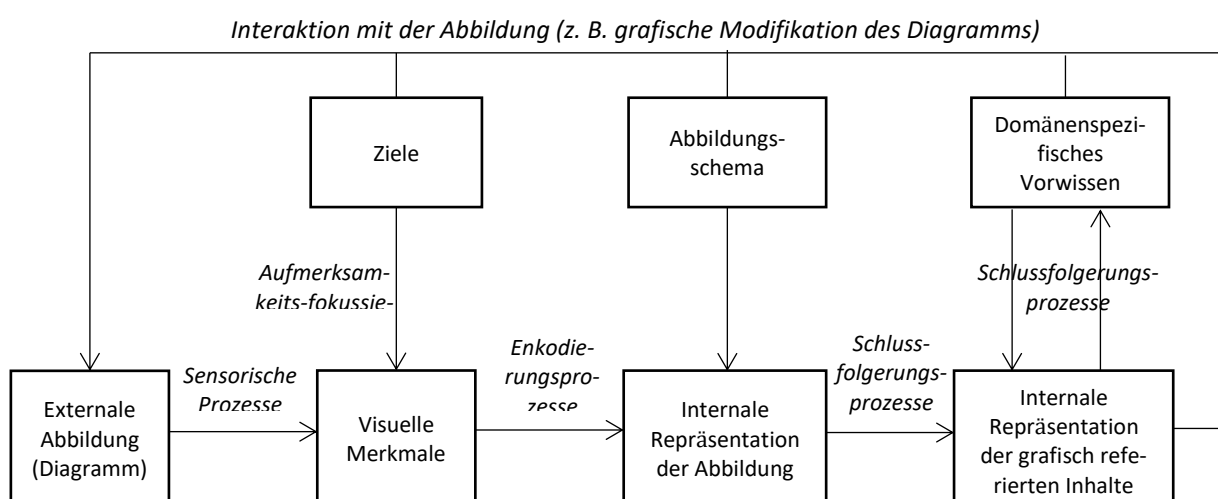 Interaktion mit der Abbildung (z. B. grafische Modifikation des Diagramms)
Ziele
Abbildungs-
schema
Domänenspezi-
fisches
Vorwissen
Aufmerksam-
keits-fokussie-
Schlussfolgerungs-
prozesse
Sensorische
Prozesse
Enkodie-
rungspro-
zesse
Schluss-
folgerungs-
prozesse
Externale
Abbildung
(Diagramm)
Visuelle
Merkmale
Internale
Repräsentation
der Abbildung
Internale
Repräsentation
der grafisch refe-
rierten Inhalte